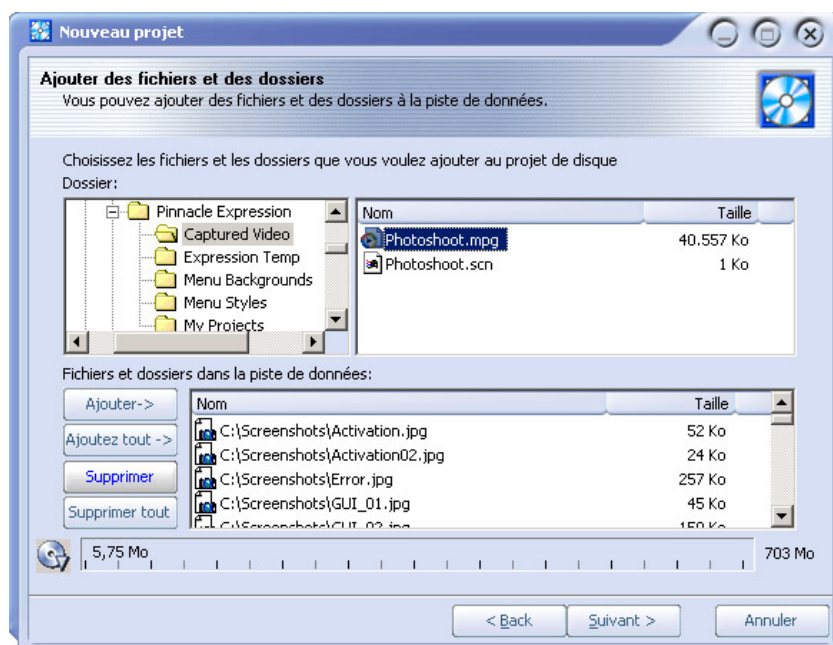 Nouveau projet
Ajouter des fichiers et des dossiers
Vous pouvez ajouter des fichiers et des dossiers à la piste de données.
Choisissez les fichiers et les dossiers que vous voulez ajouter au projet de disque
Dossier:
Pinnacle Expression
Captured Video
Expression Temp
Menu Backgrounds
Menu Styles
My Projects
Nom Taille
Photoshoot.mpg 40.557 Ko
Photoshoot.scn 1 Ko
Fichiers et dossiers dans la piste de données:
Ajouter->
Ajoutez tout ->
Supprimer
Supprimer tout
Nom Taille
C:\Screenshots\Activation.jpg 52 Ko
C:\Screenshots\Activation02.jpg 24 Ko
C:\Screenshots\Error.jpg 257 Ko
C:\Screenshots\GUI_01.jpg 45 Ko
C:\Screenshots\GUI_02.jpg 150 Ko
5,75 Mo 703 Mo
< Back Suivant > Annuler